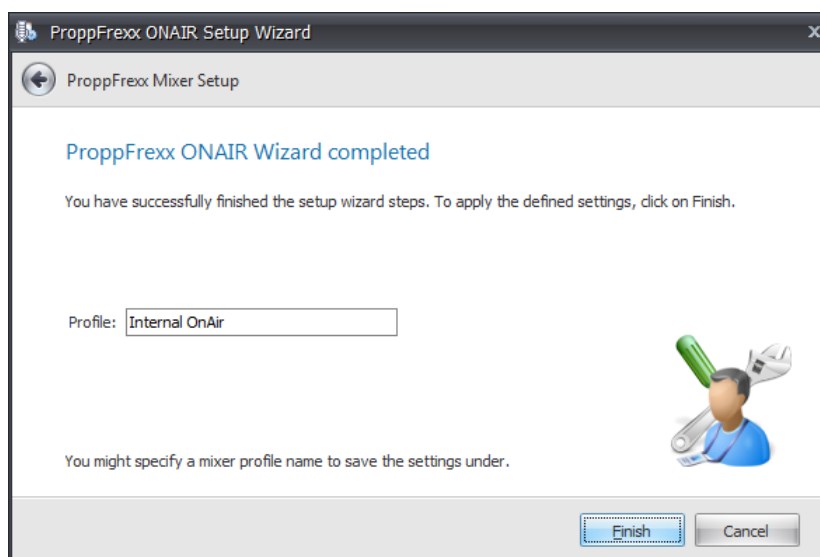 ProppFrexx ONAIR Setup Wizard
x
ProppFrexx Mixer Setup
ProppFrexx ONAIR Wizard completed
You have successfully finished the setup wizard steps. To apply the defined settings, click on Finish.
Profile: Internal OnAir
You might specify a mixer profile name to save the settings under.
Finish Cancel